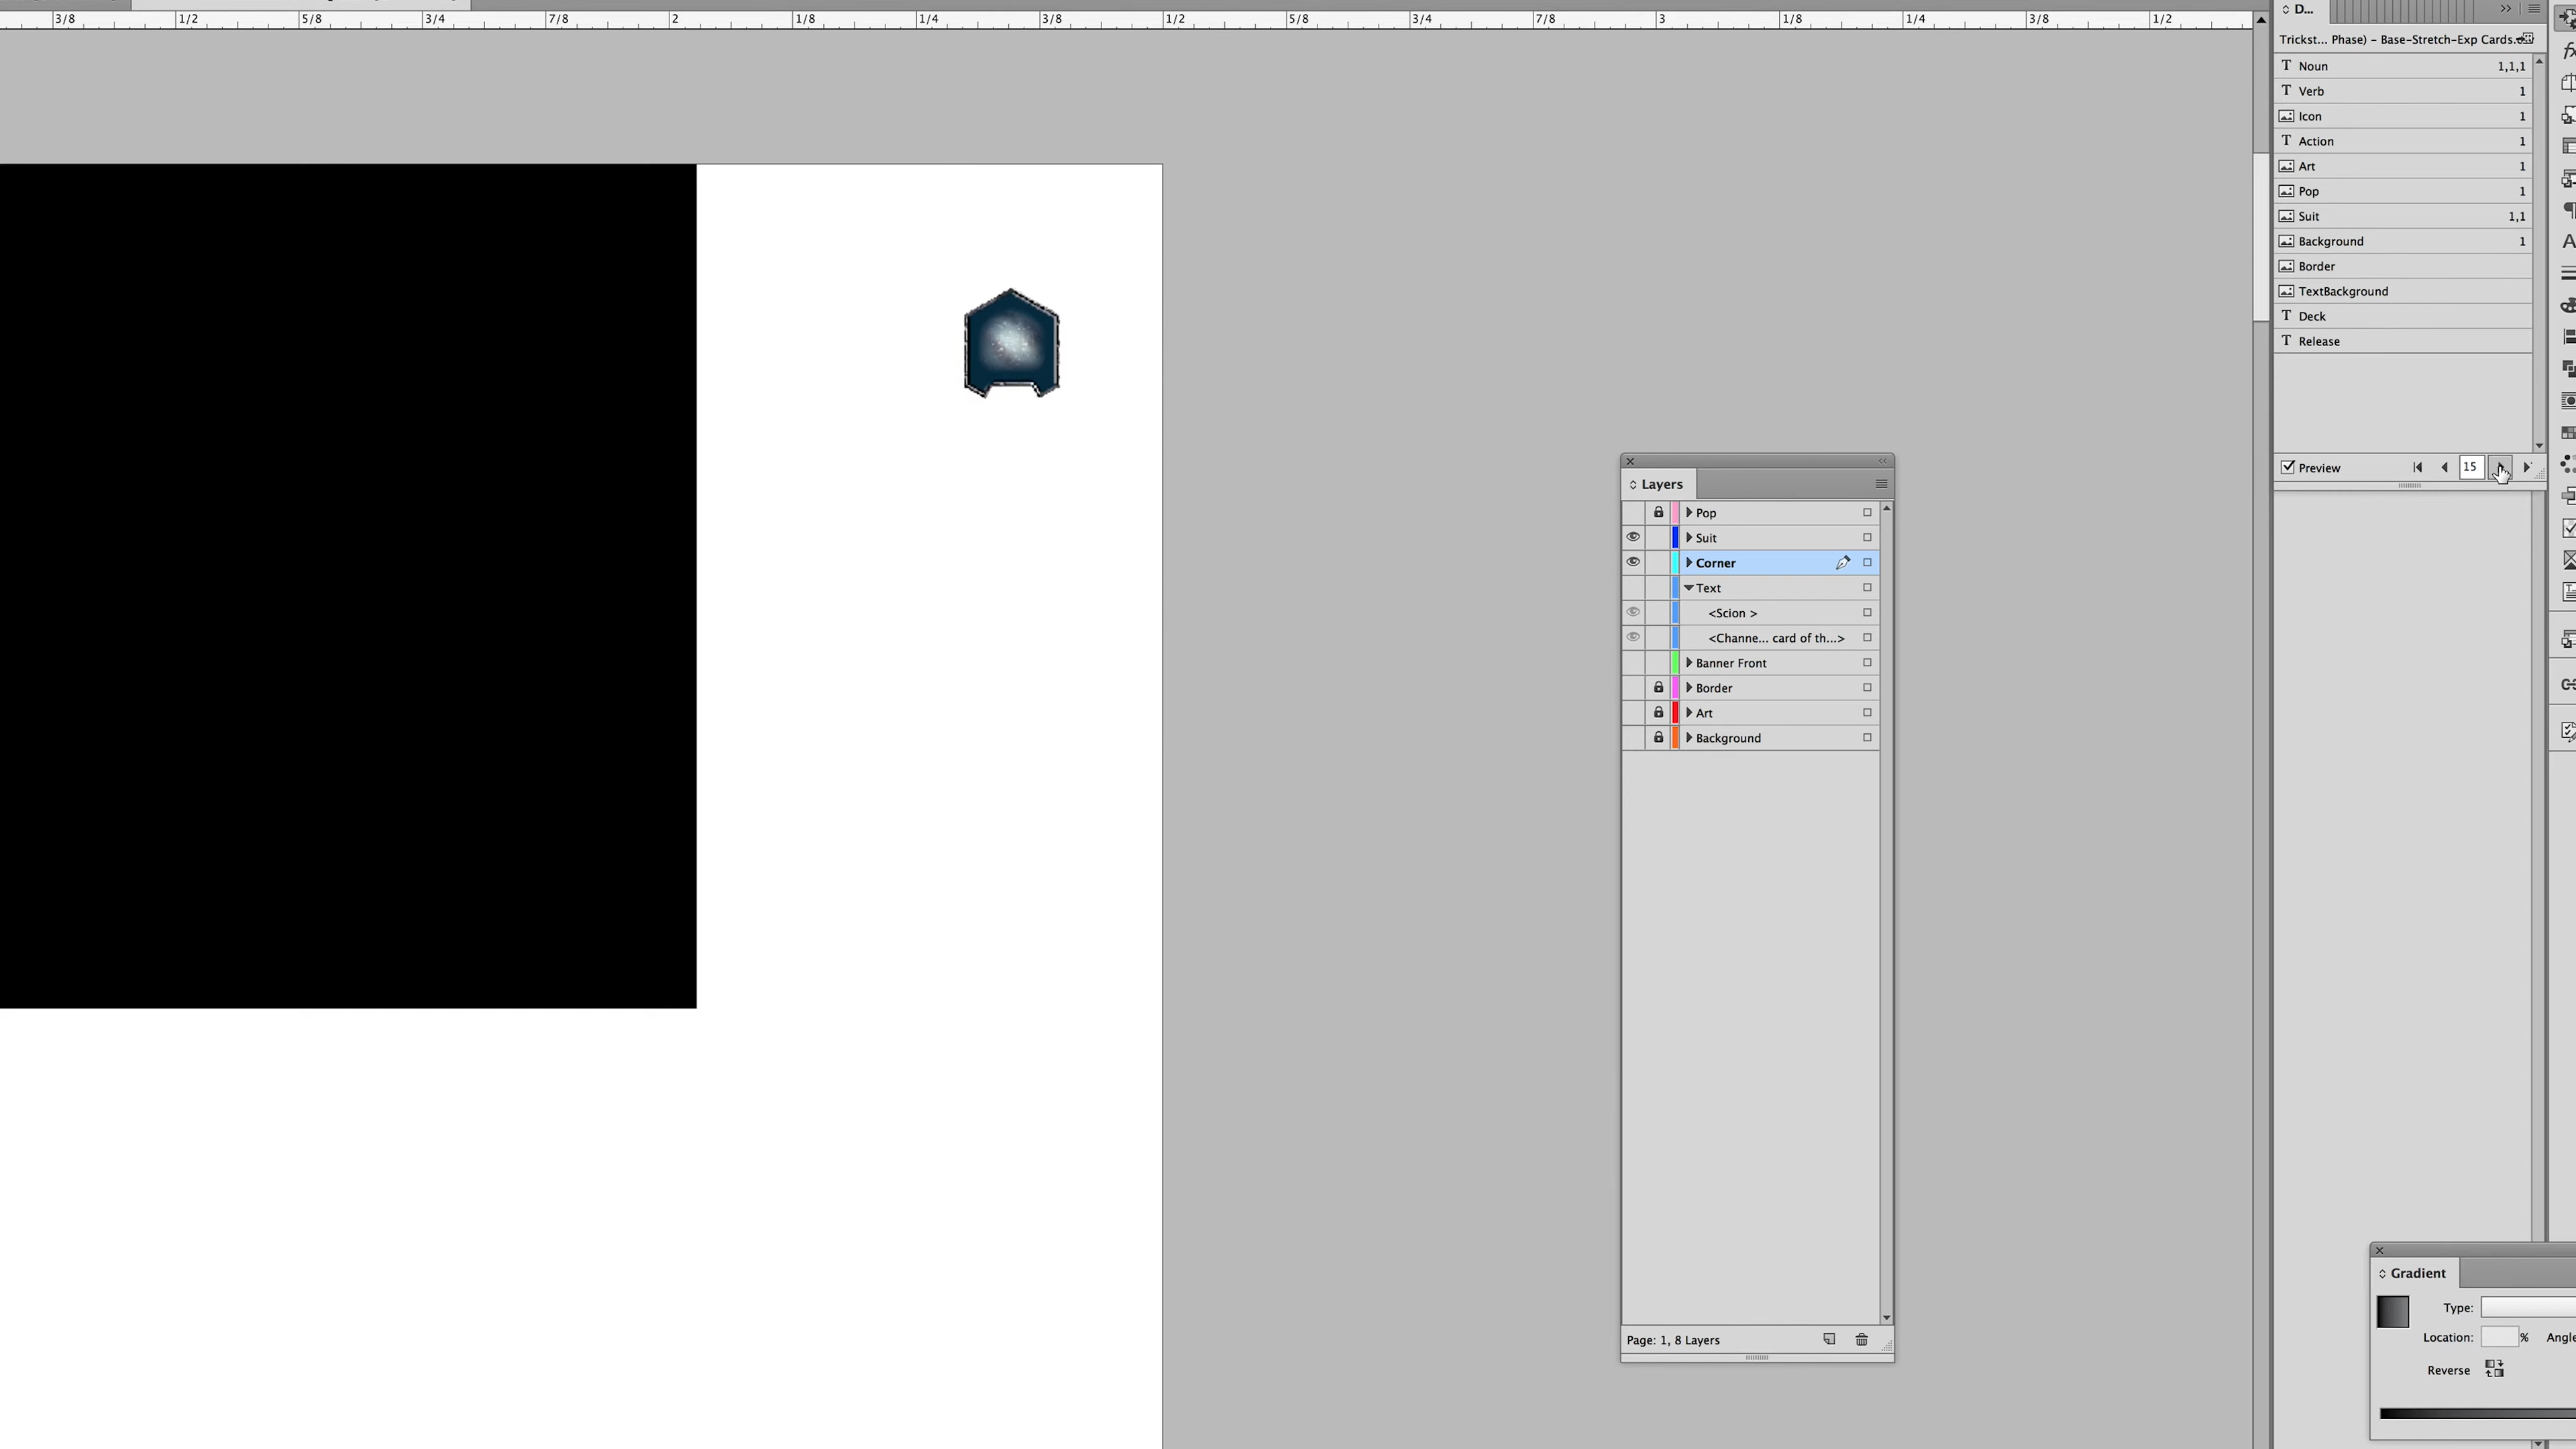 3/8 1/2 5/8 3/4 7/8 2 1/8 1/4 3/8 1/2 5/8 3/4 7/8 3 1/8 1/4 3/8 1/2
D...
Trickst... Phase) - Base-Stretch-Exp Cards.
T Noun 1,1,1
T Verb 1
Icon 1
T Action 1
Art 1
Pop 1
Suit 1,1
Background 1
Border
TextBackground
T Deck
T Release
Preview 15
Layers
Pop
Suit
Corner
Text
<Scion >
<Channe... card of th...>
Banner Front
Border
Art
Background
Page: 1, 8 Layers
Gradient
Type:
Location: % Angle
Reverse